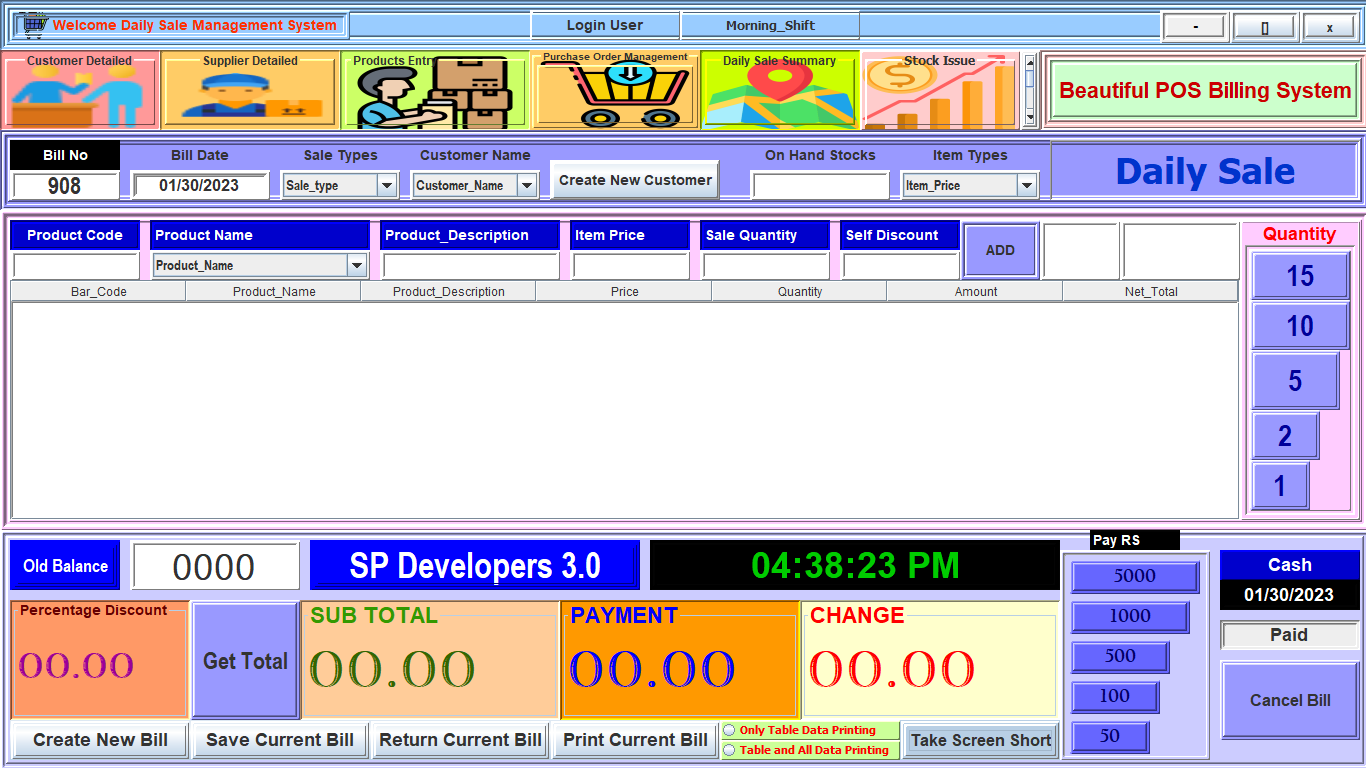 Welcome Daily Sale Management System
Login User
Morning_Shift
-
[]
x
Customer Detailed
Supplier Detailed
Products Entry
Purchase Order Management
Daily Sale Summary
Stock Issue
Beautiful POS Billing System
Bill No
Bill Date
Sale Types
Customer Name
On Hand Stocks
Item Types
908
01/30/2023
Sale_type
Customer_Name
Create New Customer
Item_Price
Daily Sale
Product Code
Product Name
Product_Description
Item Price
Sale Quantity
Self Discount
ADD
Quantity
Product_Name
Bar_Code
Product_Name
Product_Description
Price
Quantity
Amount
Net_Total
15
10
5
2
1
Old Balance
0000
SP Developers 3.0
04:38:23 PM
Pay RS
5000
1000
500
100
50
Cash
01/30/2023
Paid
Cancel Bill
Percentage Discount
00.00
Get Total
SUB TOTAL
00.00
PAYMENT
00.00
CHANGE
00.00
Create New Bill
Save Current Bill
Return Current Bill
Print Current Bill
Only Table Data Printing
Table and All Data Printing
Take Screen Short